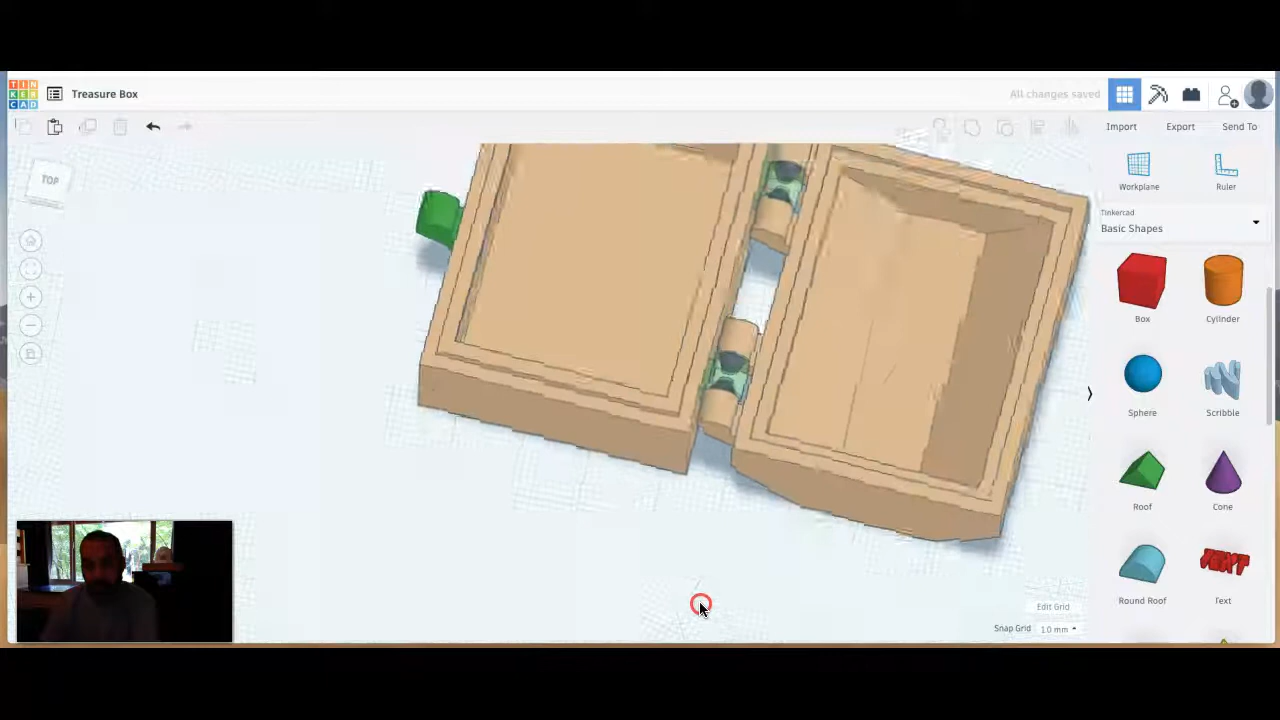 TIN
KER
CAD
Treasure Box
All changes saved
Import
Export
Send To
TOP
Workplane
Ruler
Tinkercad
Basic Shapes
Box
Cylinder
Sphere
Scribble
Roof
Cone
Round Roof
Text
TEXT
Edit Grid
Snap Grid 1.0 mm